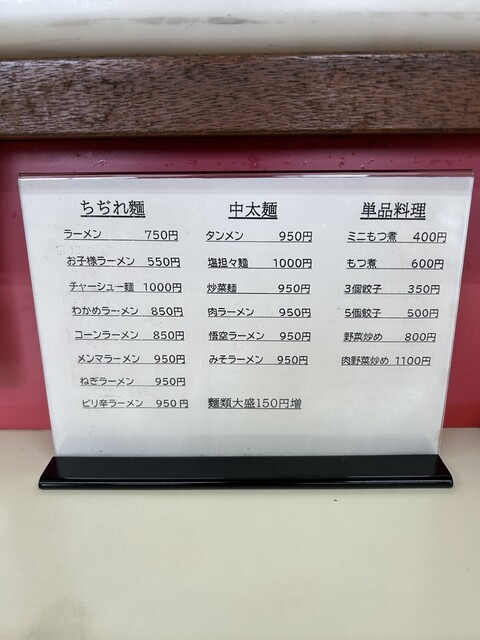 ちぢれ麺
ラーメン 750円
お子様ラーメン 550円
チャーシュー麺 1000円
わかめラーメン 850円
コーンラーメン 850円
メンマラーメン 950円
ねぎラーメン 950円
ピリ辛ラーメン 950円
中太麺
タンメン 950円
塩担々麺 1000円
炒菜麺 950円
肉ラーメン 950円
悟空ラーメン 950円
みそラーメン 950円
麵類大盛150円増
単品料理
ミニもつ煮 400円
もつ煮 600円
3個餃子 350円
5個餃子 500円
野菜炒め 800円
肉野菜炒め 1100円